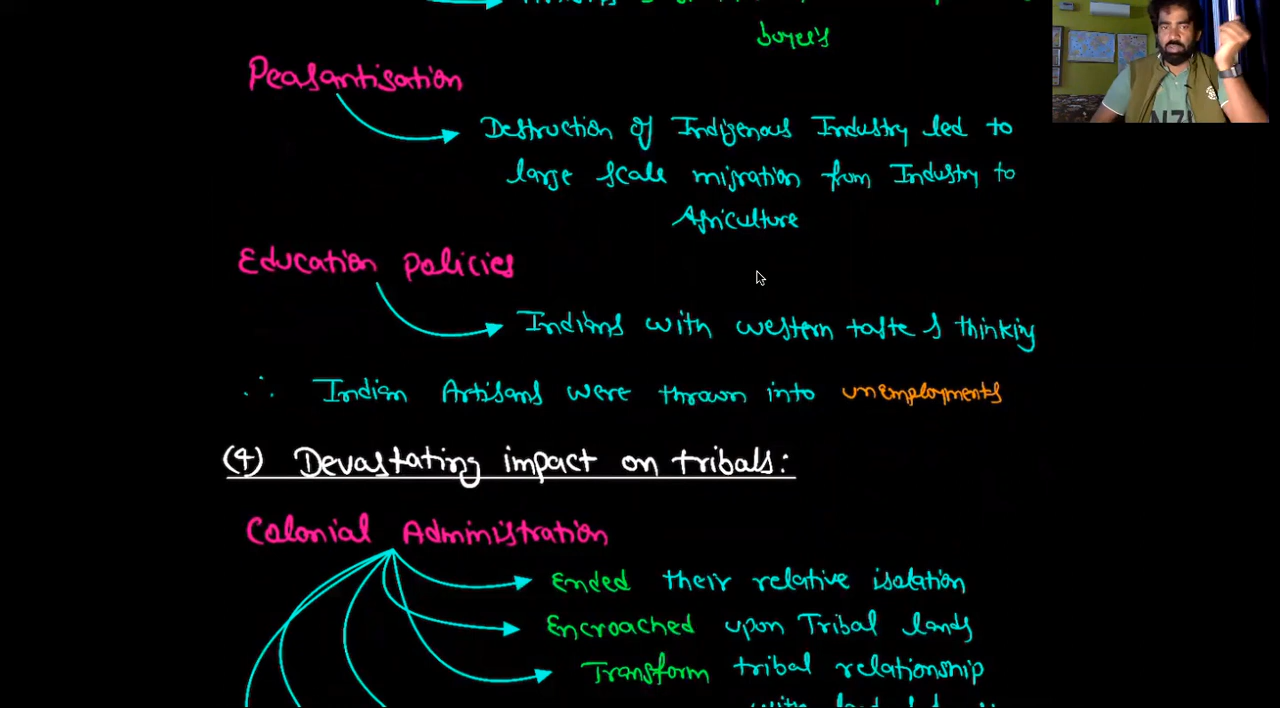 buyers
Peasantisation
Destruction of Indigenous Industry led to
large scale migration from Industry to
Agriculture
Education policies
Indians with western taste & thinking
∴ Indian Artisans were thrown into unemployments
(4) Devastating impact on tribals:
Colonial Administration
Ended their relative isolation
Encroached upon Tribal lands
Transform tribal relationship